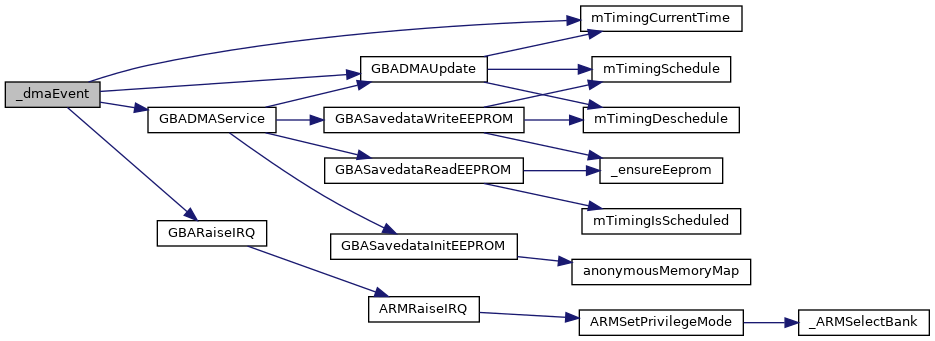 mTimingCurrentTime
GBADMAUpdate
mTimingSchedule
_dmaEvent
GBADMAService
GBASavedataWriteEEPROM
mTimingDeschedule
GBASavedataReadEEPROM
_ensureEeprom
mTimingIsScheduled
GBARaiseIRQ
GBASavedataInitEEPROM
anonymousMemoryMap
ARMRaiseIRQ
ARMSetPrivilegeMode
_ARMSelectBank